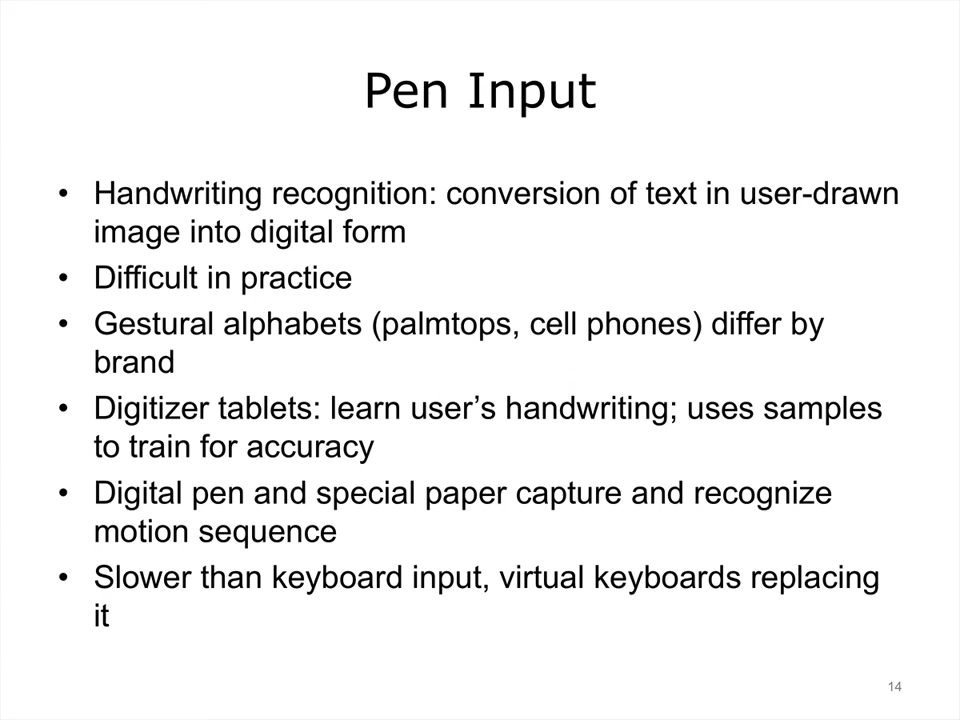 Pen Input
• Handwriting recognition: conversion of text in user-drawn
image into digital form
• Difficult in practice
• Gestural alphabets (palmtops, cell phones) differ by
brand
• Digitizer tablets: learn user’s handwriting; uses samples
to train for accuracy
• Digital pen and special paper capture and recognize
motion sequence
• Slower than keyboard input, virtual keyboards replacing
it
14